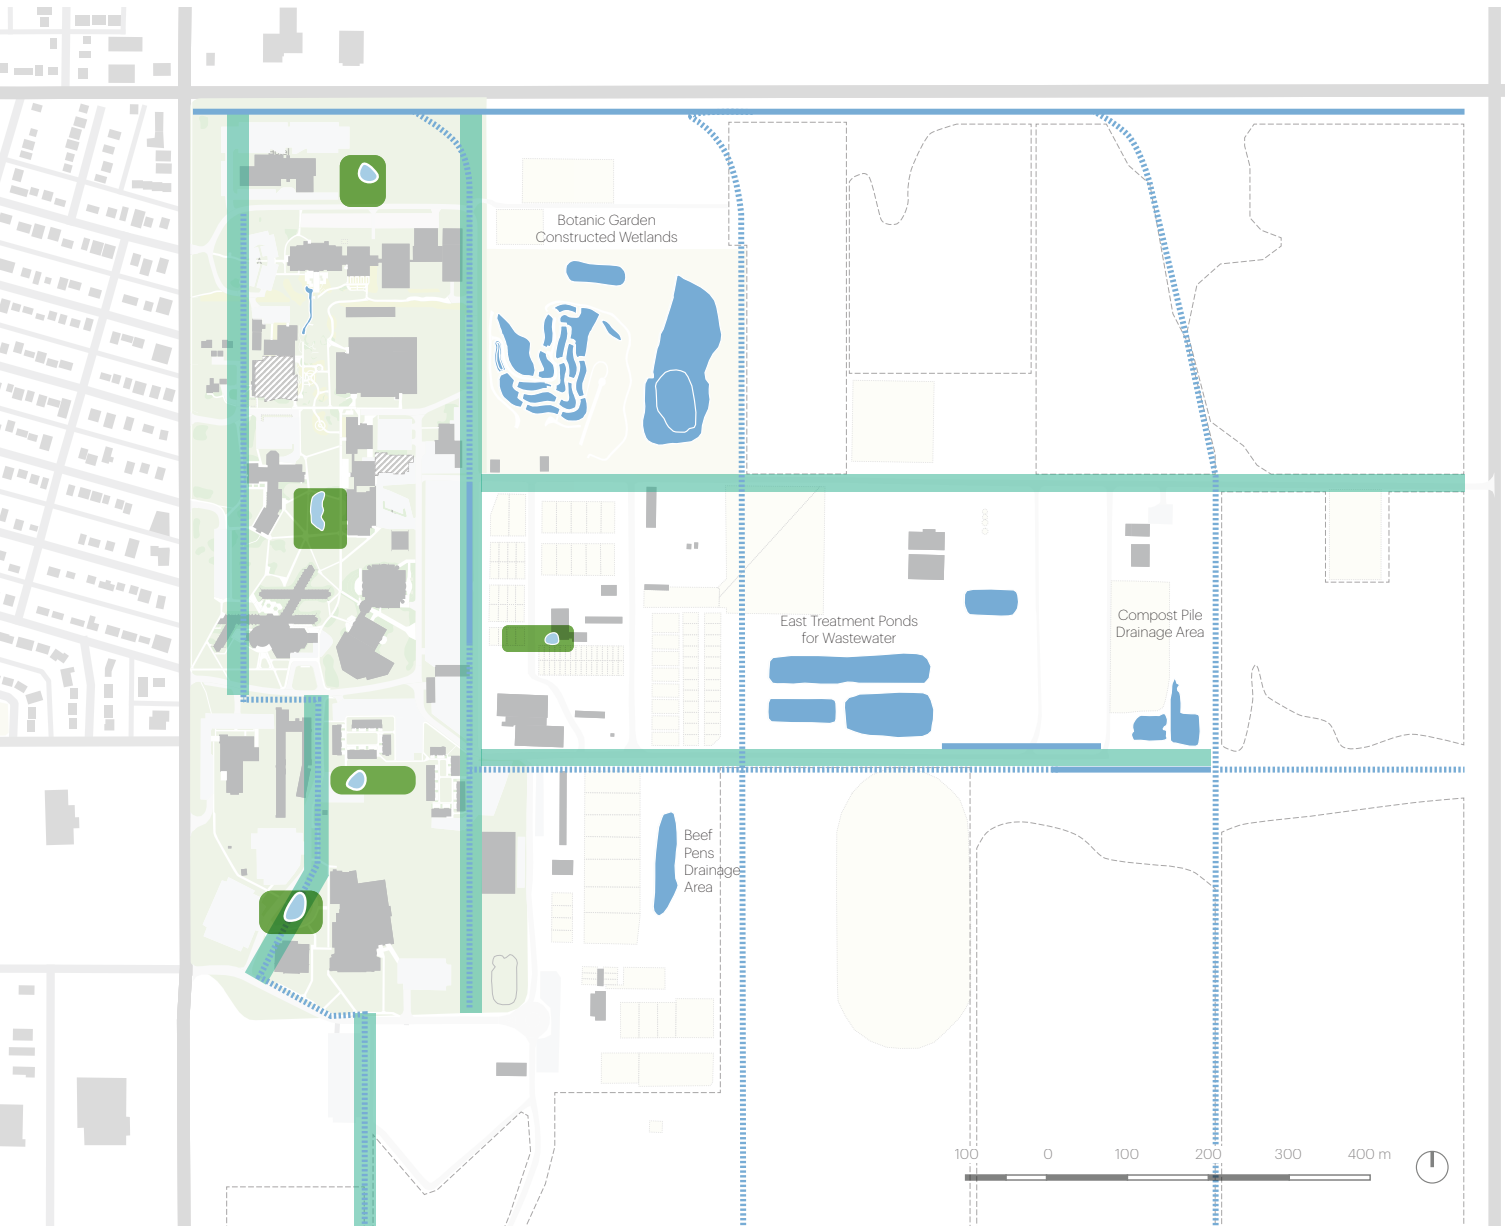 Botanic Garden
Constructed Wetlands
East Treatment Ponds
for Wastewater
Compost Pile
Drainage Area
Beef
Pens
Drainage
Area
100 0 100 200 300 400 m